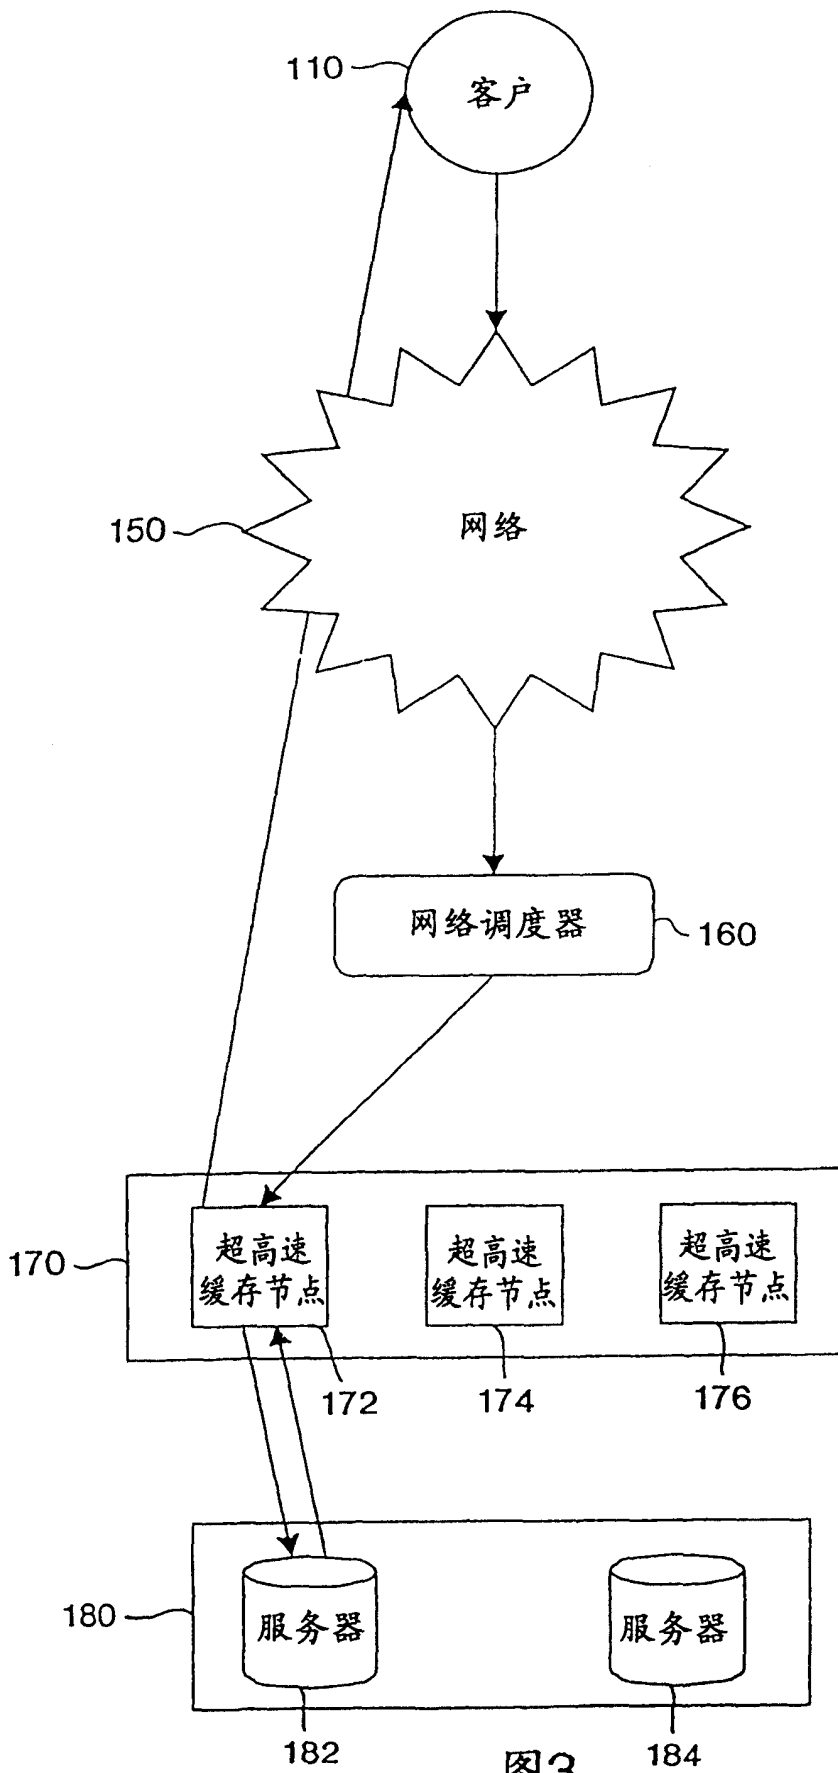 110
客户
150
网络
网络调度器
160
170
超高速
缓存节点
超高速
缓存节点
超高速
缓存节点
172
174
176
180
服务器
服务器
182
184
图3